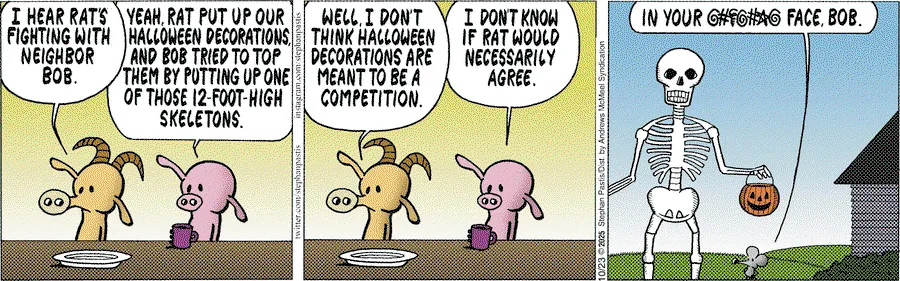 I HEAR RAT'S
FIGHTING WITH
NEIGHBOR
BOB.
YEAH, RAT PUT UP OUR
HALLOWEEN DECORATIONS,
AND BOB TRIED TO TOP
THEM BY PUTTING UP ONE
OF THOSE 12-FOOT-HIGH
SKELETONS.
twitter.com/stephanpastis
instagram.com/stephanpastis
WELL, I DON'T
THINK HALLOWEEN
DECORATIONS ARE
MEANT TO BE A
COMPETITION.
I DON'T KNOW
IF RAT WOULD
NECESSARILY
AGREE.
10/23 © 2025 Stephan Pastis/Dist. by Andrews McMeel Syndication
IN YOUR @#%@#&@ FACE, BOB.